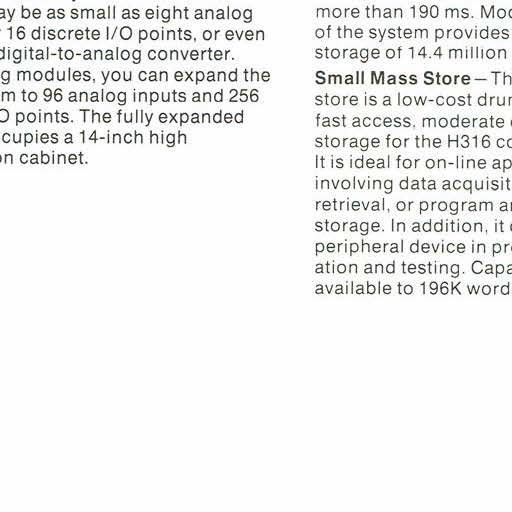 ay be as small as eight analog
16 discrete I/O points, or even
digital-to-analog converter.
g modules, you can expand the
m to 96 analog inputs and 256
O points. The fully expanded
cupies a 14-inch high
on cabinet.
more than 190 ms. Mod
of the system provides
storage of 14.4 million
Small Mass Store — Th
store is a low-cost drum
fast access, moderate
storage for the H316 co
It is ideal for on-line ap
involving data acquisit
retrieval, or program a
storage. In addition, it
peripheral device in pr
ation and testing. Capa
available to 196K word